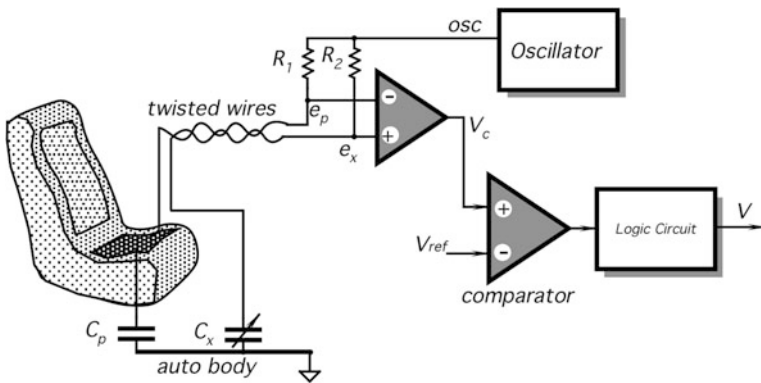 osc
Oscillator
R1
R2
twisted wires
ep
−
+
ex
Vc
+
Vref
−
comparator
Logic Circuit
V
Cp
Cx
auto body